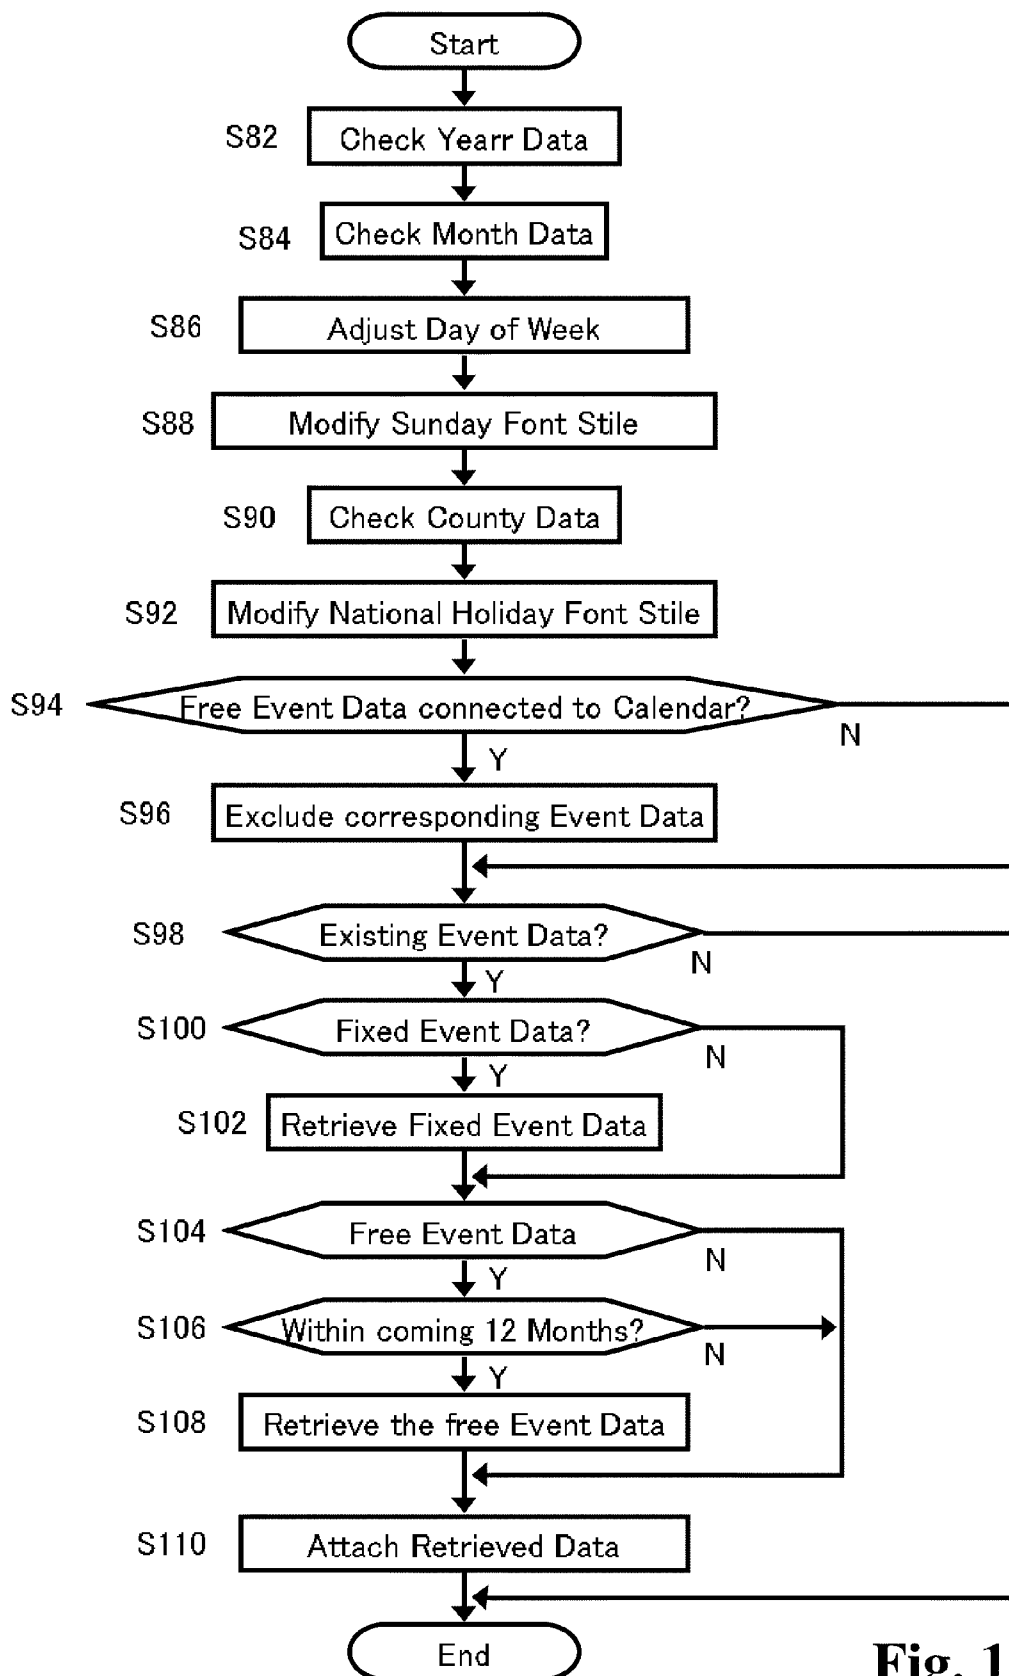 Start
S82 Check Yearr Data
S84 Check Month Data
S86 Adjust Day of Week
S88 Modify Sunday Font Stile
S90 Check County Data
S92 Modify National Holiday Font Stile
S94 Free Event Data connected to Calendar?
N
Y
S96 Exclude corresponding Event Data
S98 Existing Event Data?
N
Y
S100 Fixed Event Data?
N
Y
S102 Retrieve Fixed Event Data
S104 Free Event Data
N
Y
S106 Within coming 12 Months?
N
Y
S108 Retrieve the free Event Data
S110 Attach Retrieved Data
End
Fig. 1